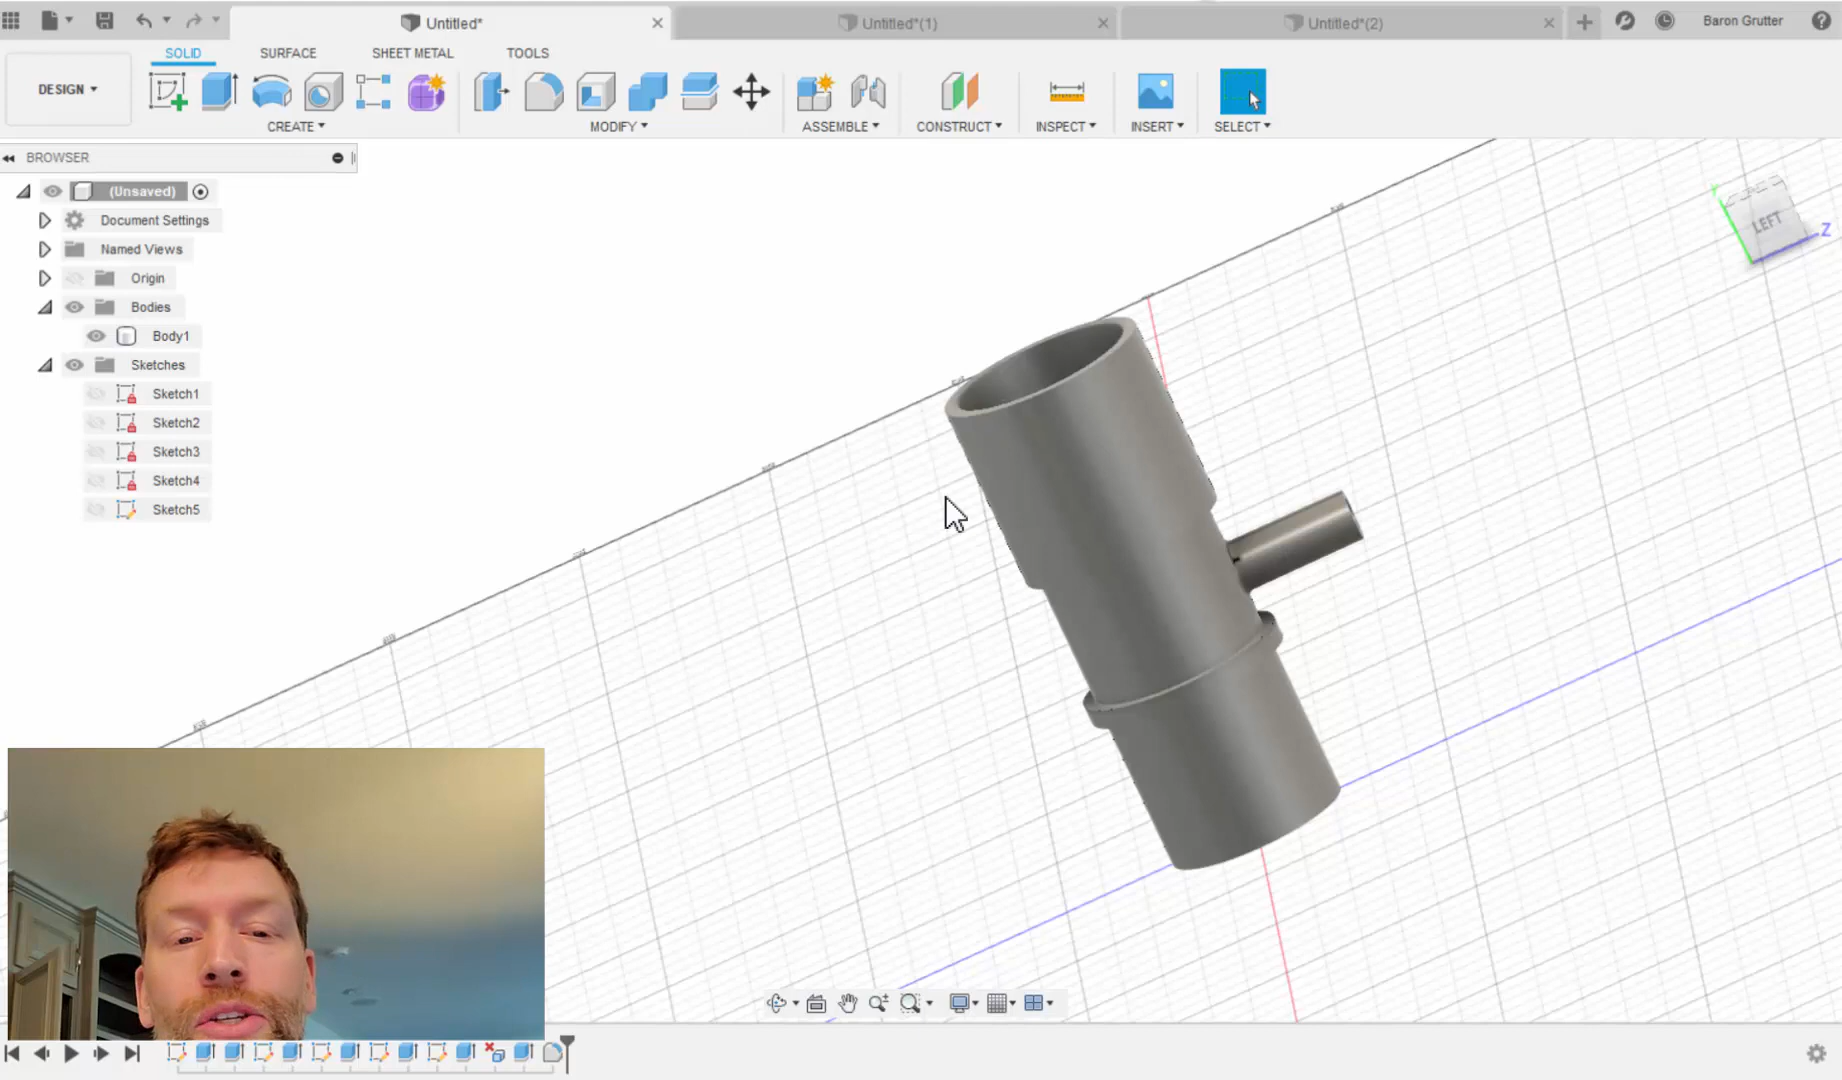 Untitled*
Untitled*(1)
Untitled*(2)
Baron Grutter
SOLID
SURFACE
SHEET METAL
TOOLS
DESIGN
CREATE
MODIFY
ASSEMBLE
CONSTRUCT
INSPECT
INSERT
SELECT
BROWSER
(Unsaved)
Document Settings
Named Views
Origin
Bodies
Body1
Sketches
Sketch1
Sketch2
Sketch3
Sketch4
Sketch5
LEFT
Y
Z